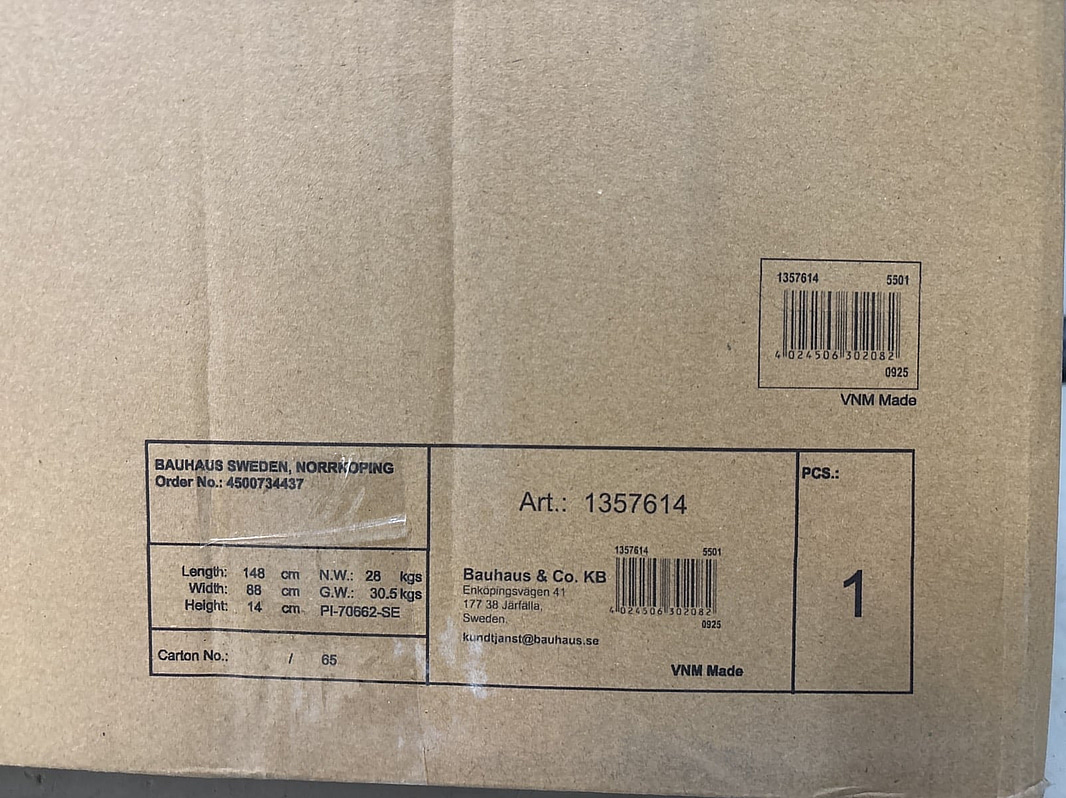 1357614 5501
4 024506 302082
0925
VNM Made
BAUHAUS SWEDEN, NORRKÖPING
Order No.: 4500734437
Length: 148 cm N.W.: 28 kgs
Width: 88 cm G.W.: 30.5 kgs
Height: 14 cm PI-70662-SE
Carton No.: / 65
Art.: 1357614
1357614 5501
4 024506 302082
0925
Bauhaus & Co. KB
Enköpingsvägen 41
177 38 Järfälla,
Sweden.
kundtjanst@bauhaus.se
VNM Made
PCS.:
1